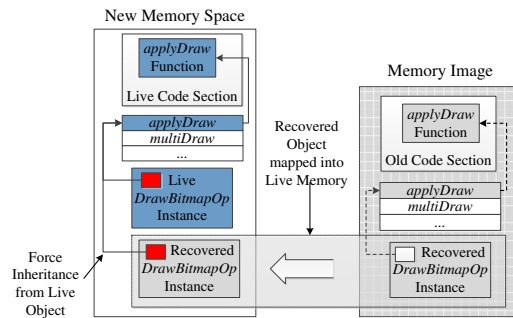 New Memory Space
applyDraw
Function
Live Code Section
applyDraw
multiDraw
...
Live
DrawBitmapOp
Instance
Recovered
DrawBitmapOp
Instance
Force
Inheritance
from Live
Object
Recovered
Object
mapped into
Live Memory
Memory Image
applyDraw
Function
Old Code Section
applyDraw
multiDraw
...
Recovered
DrawBitmapOp
Instance